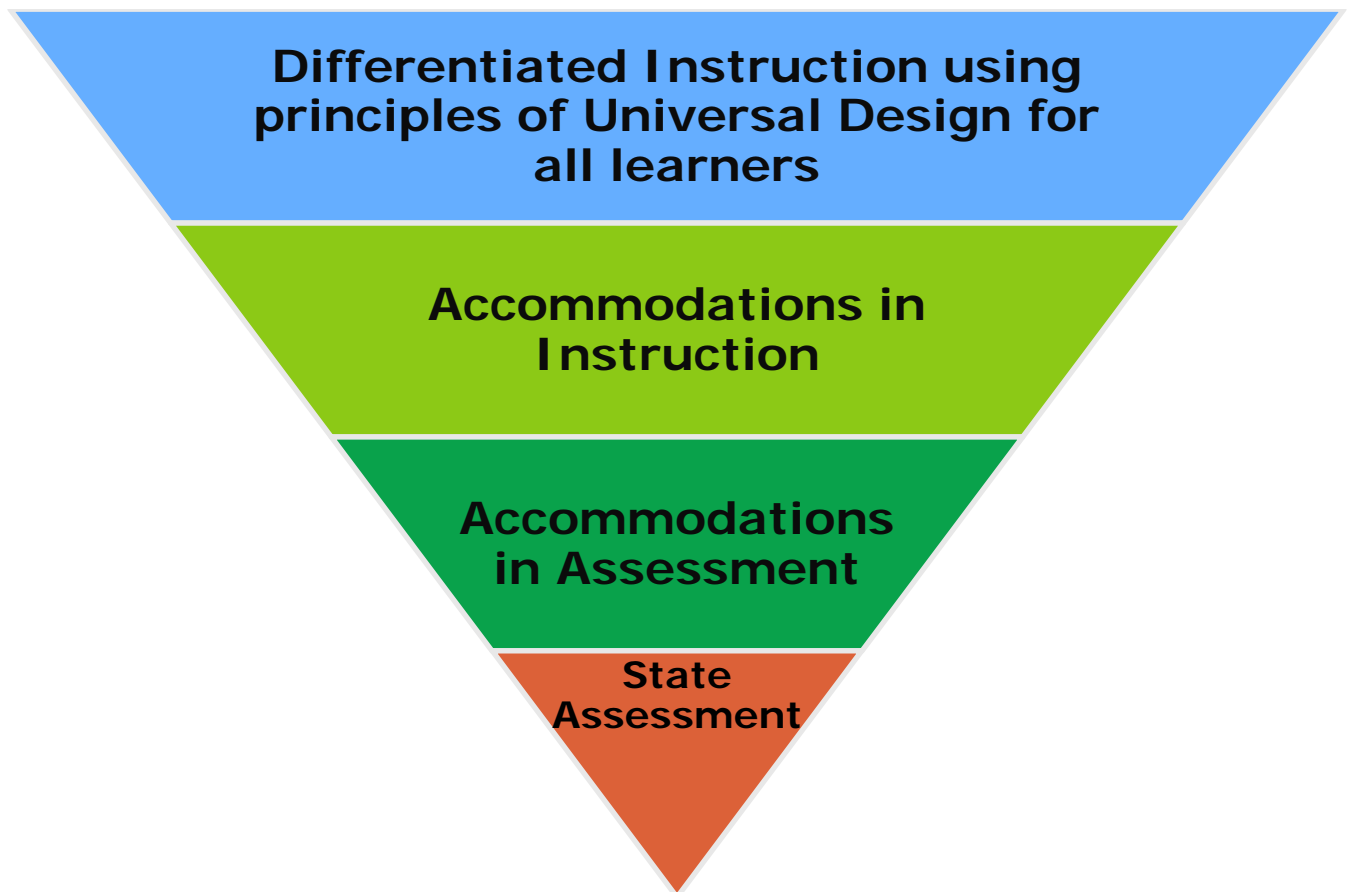 Differentiated Instruction using
principles of Universal Design for
all learners
Accommodations in
Instruction
Accommodations
in Assessment
State
Assessment